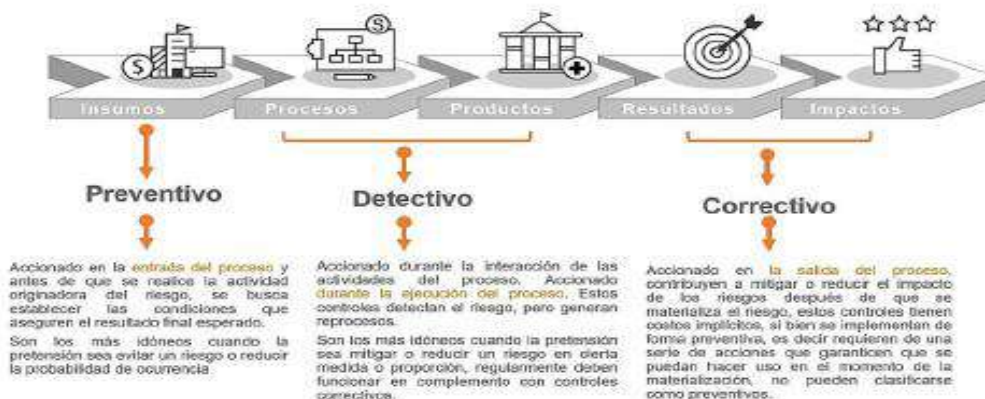 Insumos
Procesos
Productos
Resultados
Impactos
Preventivo
Detectivo
Correctivo
Accionado en la entrada del proceso y
antes de que se realice la actividad
originadora del riesgo, se busca
establecer las condiciones que
aseguren el resultado final esperado.
Son los más idóneos cuando la
pretensión sea evitar un riesgo o reducir
la probabilidad de ocurrencia
Accionado durante la interacción de las
actividades del proceso. Accionado
durante la ejecución del proceso. Estos
controles detectan el riesgo, pero generan
reprocesos.
Son los más idóneos cuando la pretensión
sea mitigar o reducir un riesgo en cierta
medida o proporción, regularmente deben
funcionar en complemento con controles
correctivos.
Accionado en la salida del proceso,
contribuyen a mitigar o reducir el impacto
de los riesgos después de que se
materializa el riesgo, estos controles tienen
costos implícitos, si bien se implementan de
forma preventiva, es decir requieren de una
serie de acciones que garanticen que se
puedan hacer uso en el momento de la
materialización, no pueden clasificarse
como preventivos.